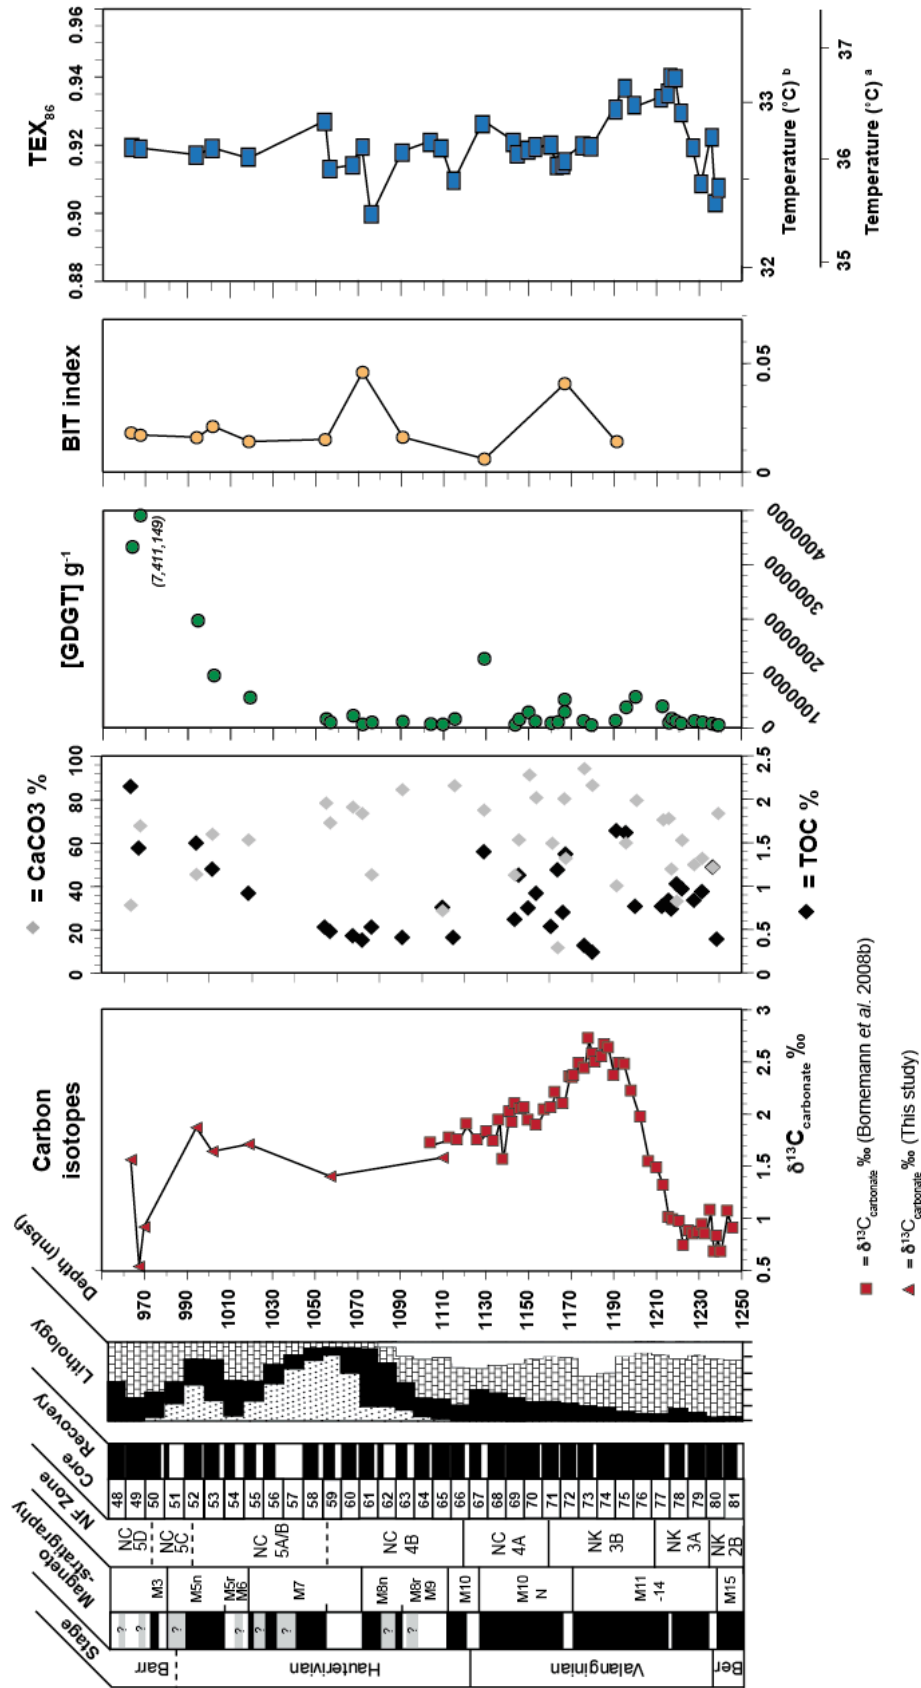 Stage
Magneto
-stratigraphy
NF Zone
Core
Recovery
Lithology
Depth (mbsf)
Barr
Hauterivian
Valanginian
Ber
?
?
?
?
?
?
?
?
M3
M5n
M5r
M6
M7
M8n
M8r
M9
M10
M10
N
M11
-14
M15
NC
5D
NC
5C
NC
5A/B
NC
4B
NC
4A
NK
3B
NK
3A
NK
2B
48
49
50
51
52
53
54
55
56
57
58
59
60
61
62
63
64
65
66
67
68
69
70
71
72
73
74
75
76
77
78
79
80
81
970
990
1010
1030
1050
1070
1090
1110
1130
1150
1170
1190
1210
1230
1250
Carbon
isotopes
0.5
1
1.5
2
2.5
3
δ¹³C carbonate ‰
= δ¹³C carbonate ‰ (Bornemann et al. 2008b)
= δ¹³C carbonate ‰ (This study)
= CaCO3 %
0
20
40
60
80
100
0
0.5
1
1.5
2
2.5
= TOC %
[GDGT] g⁻¹
(7,411,149)
0
1000000
2000000
3000000
4000000
BIT index
0
0.05
TEX₈₆
0.88
0.90
0.92
0.94
0.96
32
33
Temperature (°C) ᵇ
35
36
37
Temperature (°C) ᵃ